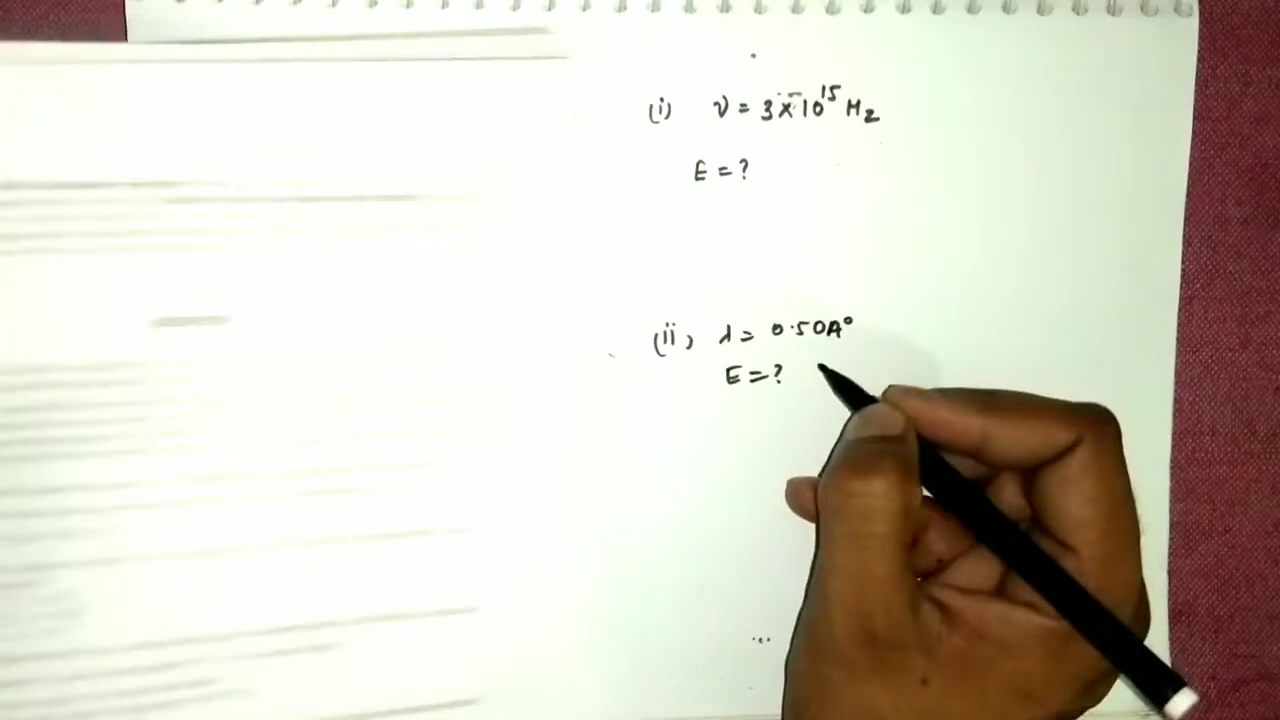 (i) ν = 3×10¹⁵ Hz
E = ?
(ii) λ = 0.50A°
E = ?